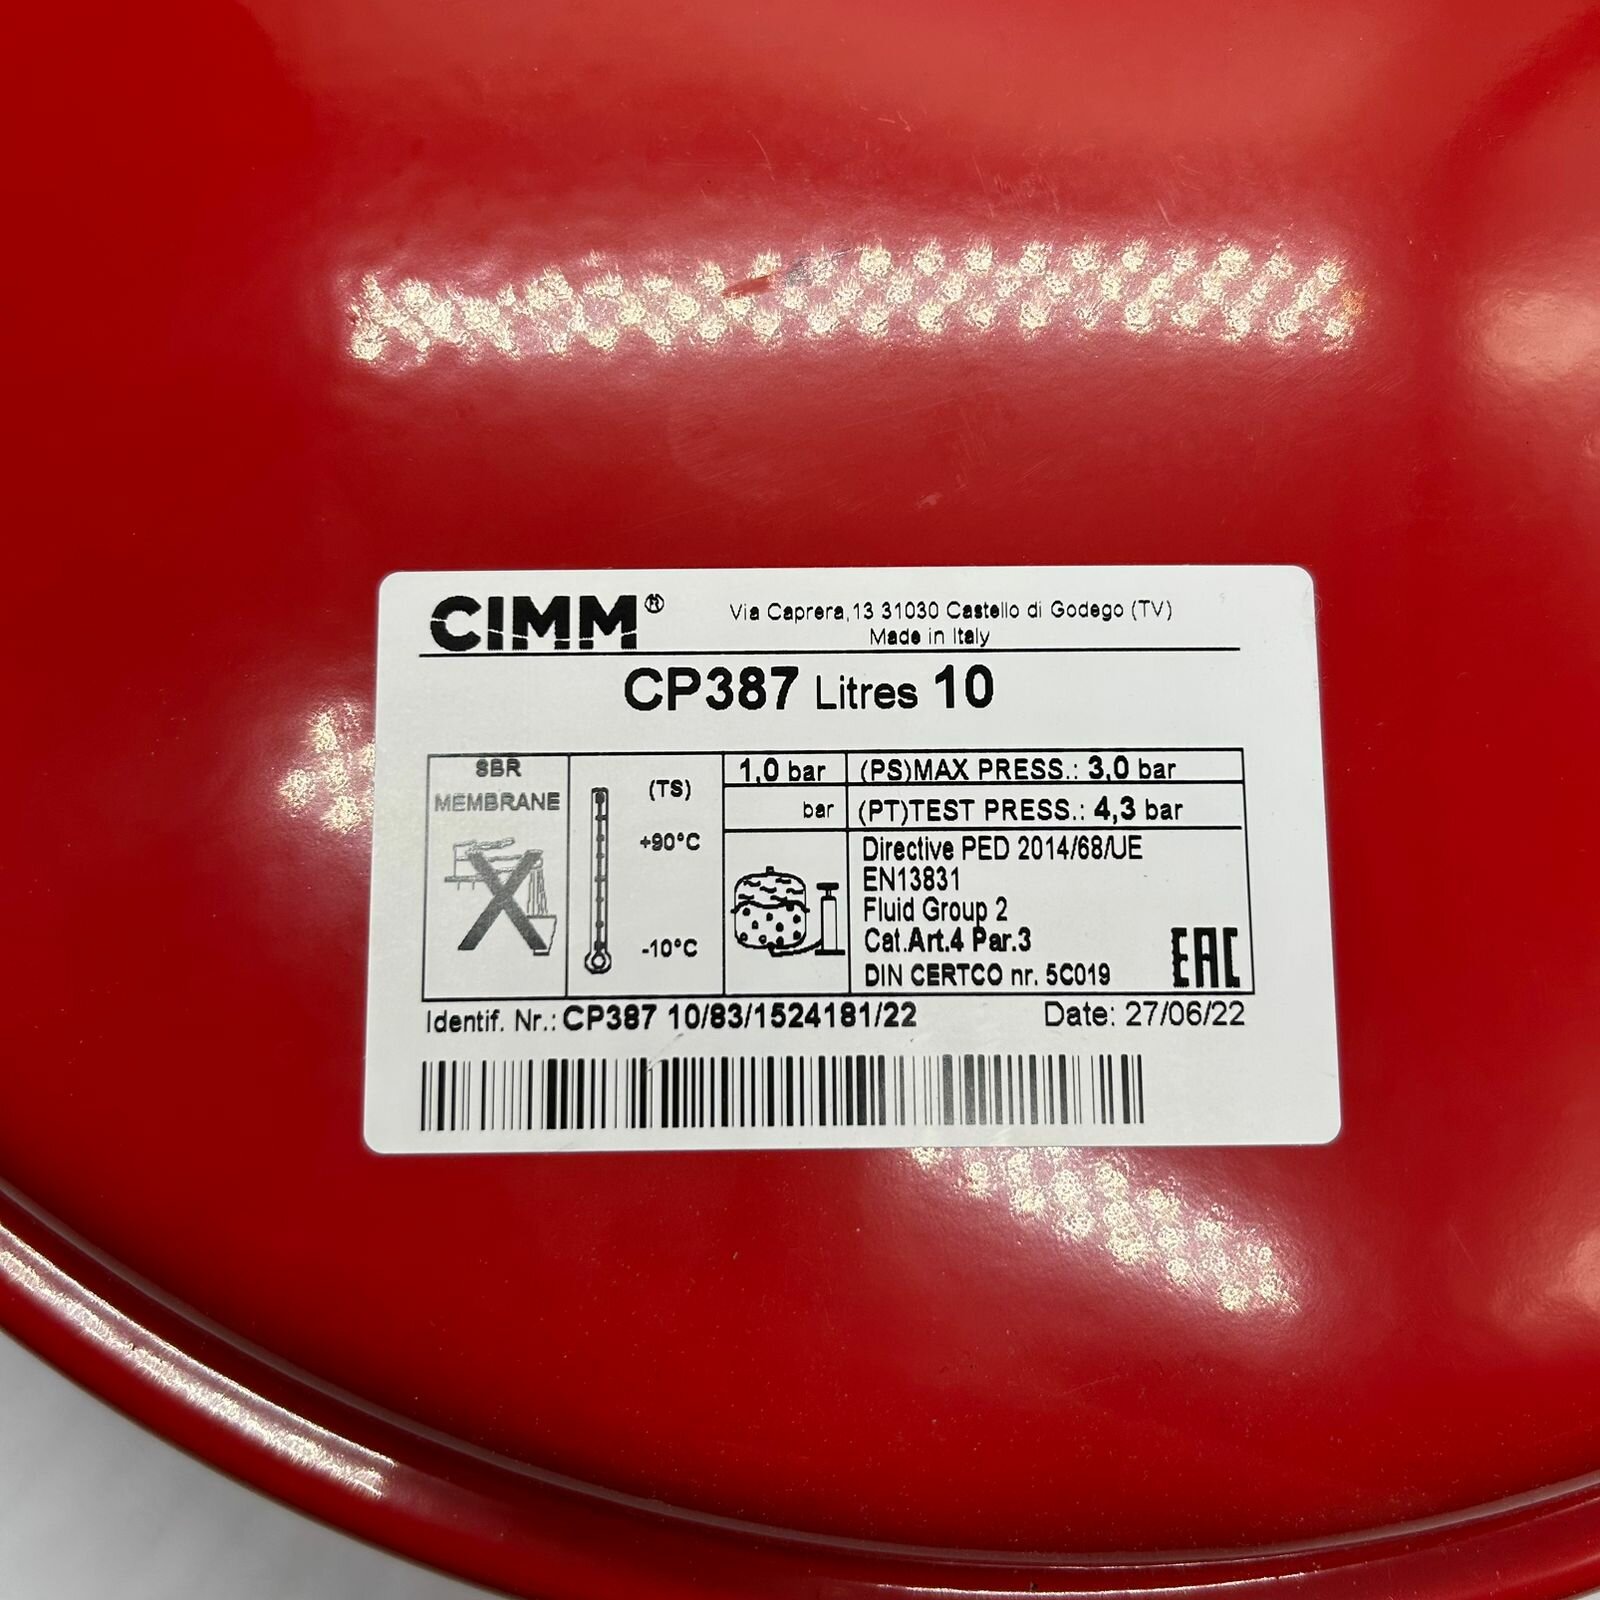 CIMM® Via Caprera,13 31030 Castello di Godego (TV)
Made in Italy
CP387 Litres 10
SBR
MEMBRANE
(TS)
+90°C
-10°C
1,0 bar (PS)MAX PRESS.: 3,0 bar
bar (PT)TEST PRESS.: 4,3 bar
Directive PED 2014/68/UE
EN13831
Fluid Group 2
Cat.Art.4 Par.3
DIN CERTCO nr. 5C019
EAC
Identif. Nr.: CP387 10/83/1524181/22 Date: 27/06/22